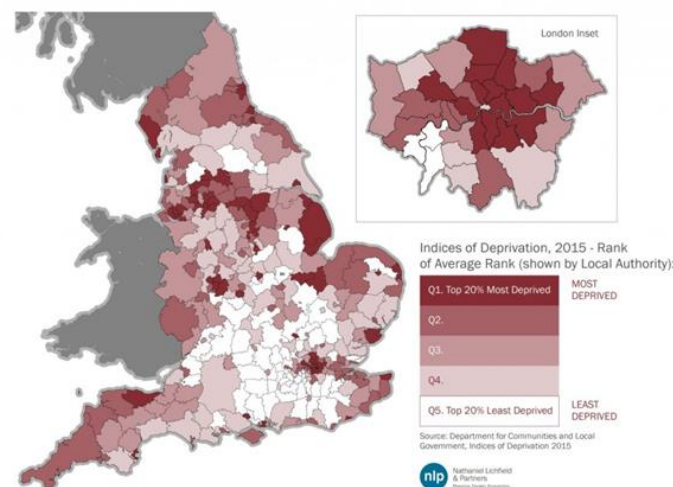 London Inset
Indices of Deprivation, 2015 - Rank
of Average Rank (shown by Local Authority):
Q1. Top 20% Most Deprived
MOST
DEPRIVED
Q2.
Q3.
Q4.
Q5. Top 20% Least Deprived
LEAST
DEPRIVED
Source: Department for Communities and Local
Government, Indices of Deprivation 2015
nlp
Nathaniel Lichfield
& Partners